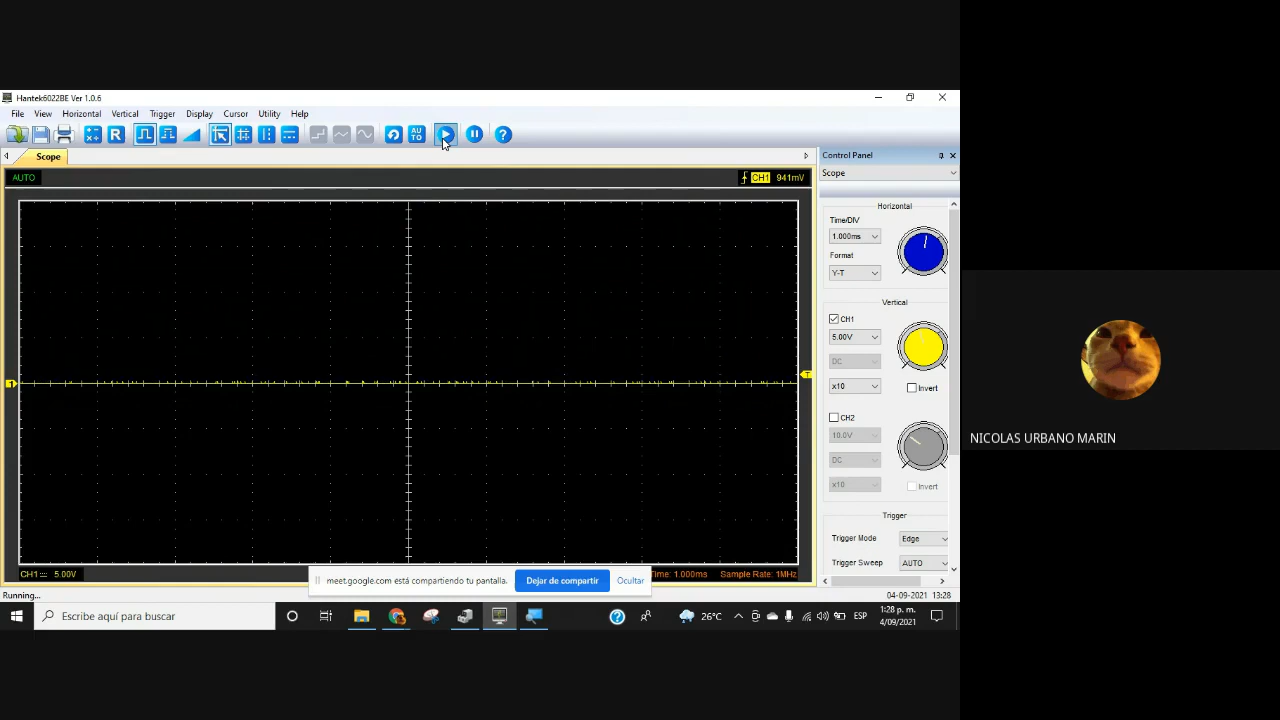 Hantek6022BE Ver 1.0.6
File View Horizontal Vertical Trigger Display Cursor Utility Help
R AU TO ?
Scope
AUTO
CH1 941mV
1
T
CH1 5.00V
Time: 1.000ms Sample Rate: 1MHz
Control Panel
Scope
Horizontal
Time/DIV
1.000ms
Format
Y-T
Vertical
CH1
5.00V
DC
x10
Invert
CH2
10.0V
DC
x10
Invert
Trigger
Trigger Mode Edge
Trigger Sweep AUTO
meet.google.com está compartiendo tu pantalla. Dejar de compartir Ocultar
Running...
04-09-2021 13:28
Escribe aquí para buscar
26°C ESP
1:28 p. m.
4/09/2021
NICOLAS URBANO MARIN